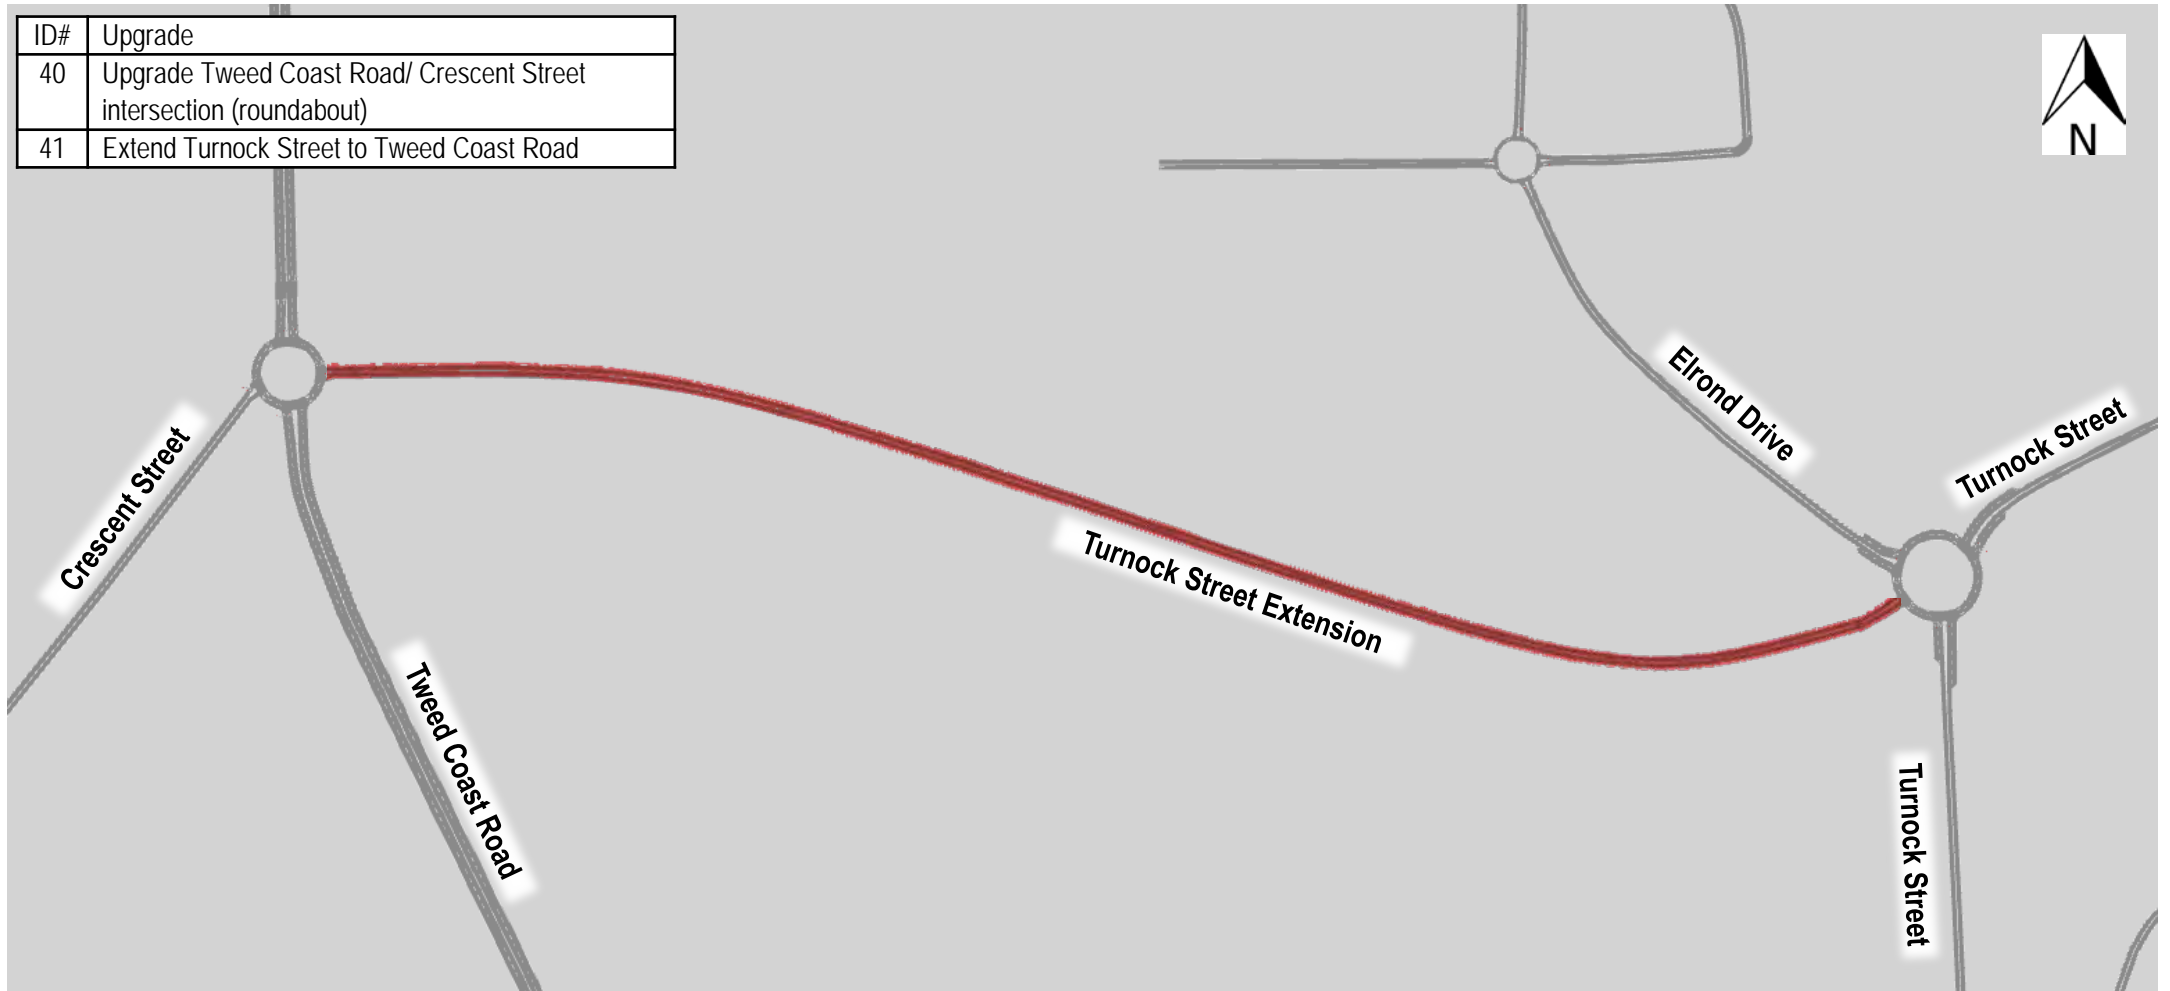 ID# Upgrade
40 Upgrade Tweed Coast Road/ Crescent Street
intersection (roundabout)
41 Extend Turnock Street to Tweed Coast Road
N
Elrond Drive
Turnock Street
Crescent Street
Turnock Street Extension
Tweed Coast Road
Turnock Street